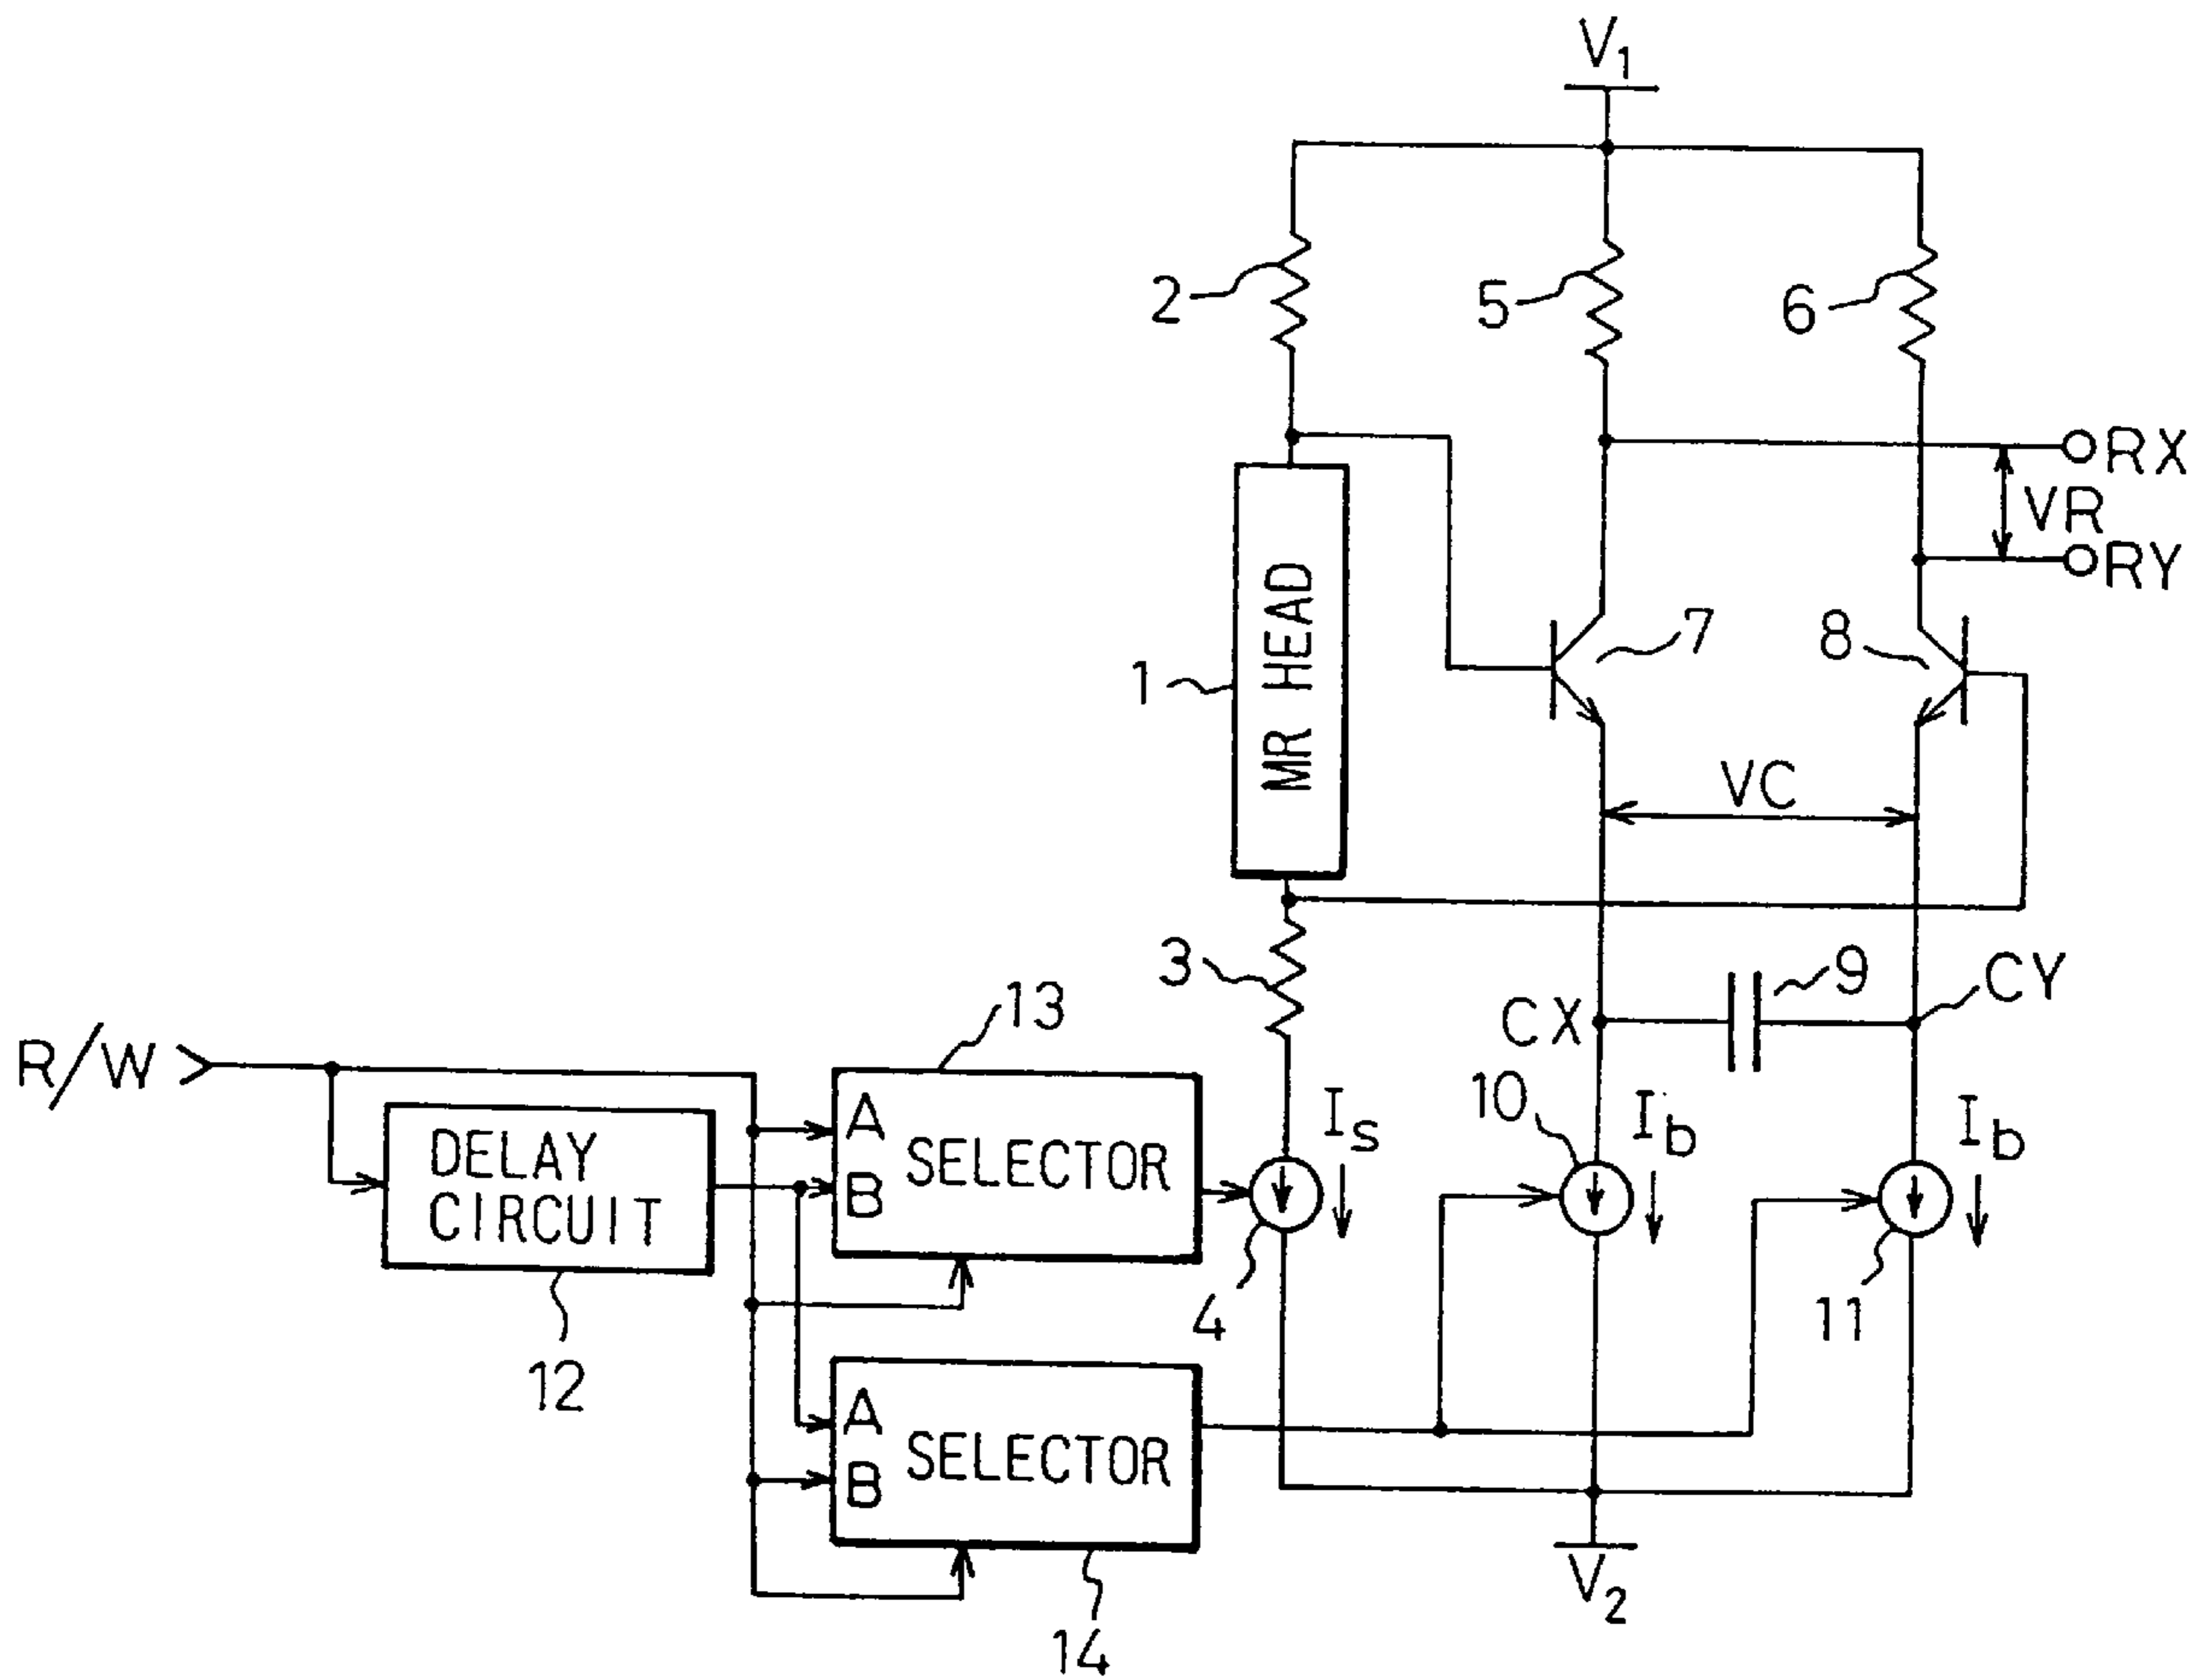 V1
2
5
6
RX
VR
RY
1
MR HEAD
7
8
VC
3
9
CX
CY
13
R/W
10
Is
Ib
Ib
DELAY
CIRCUIT
A
B
SELECTOR
4
11
12
A
B
SELECTOR
V2
14